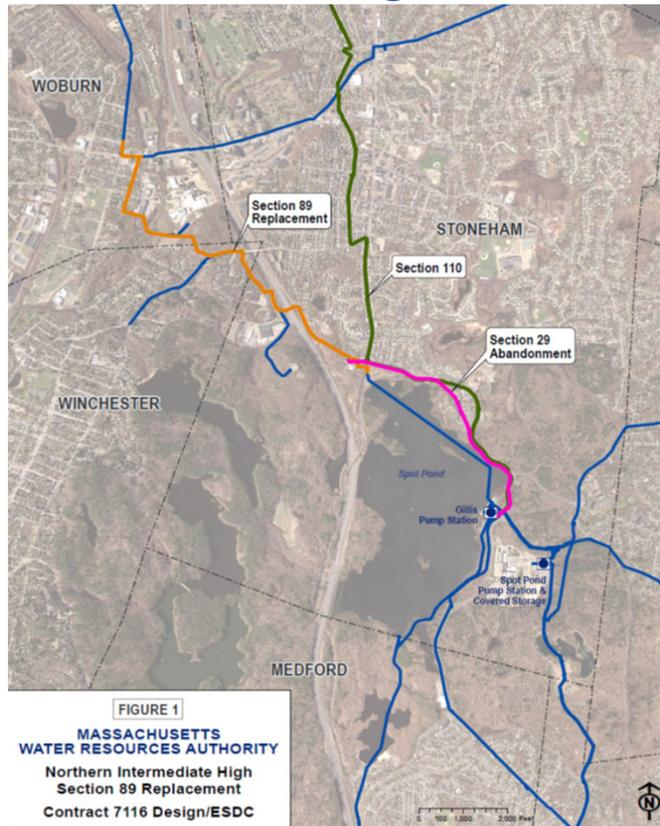 WOBURN
Section 89
Replacement
STONEHAM
Section 110
Section 29
Abandonment
WINCHESTER
Spot Pond
Gillis
Pump Station
Spot Pond
Pump Station &
Covered Storage
MEDFORD
FIGURE 1
MASSACHUSETTS
WATER RESOURCES AUTHORITY
Northern Intermediate High
Section 89 Replacement
Contract 7116 Design/ESDC
0 500 1,000 2,000 Feet
N